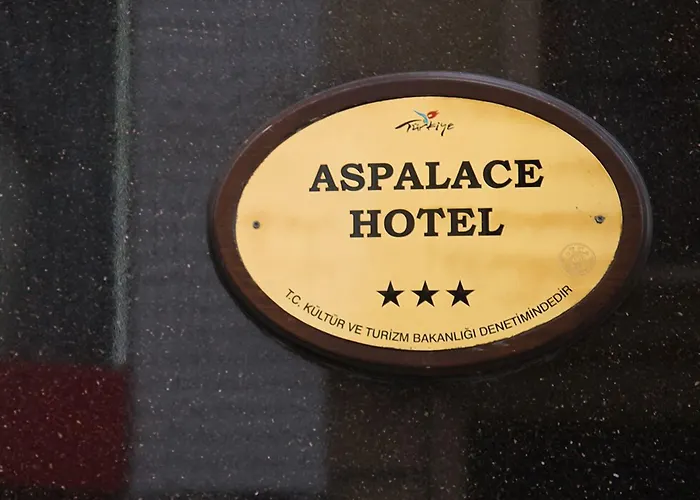 Türkiye
ASPALACE
HOTEL
★★★
T.C. KÜLTÜR VE TURİZM BAKANLIĞI DENETİMİNDEDİR